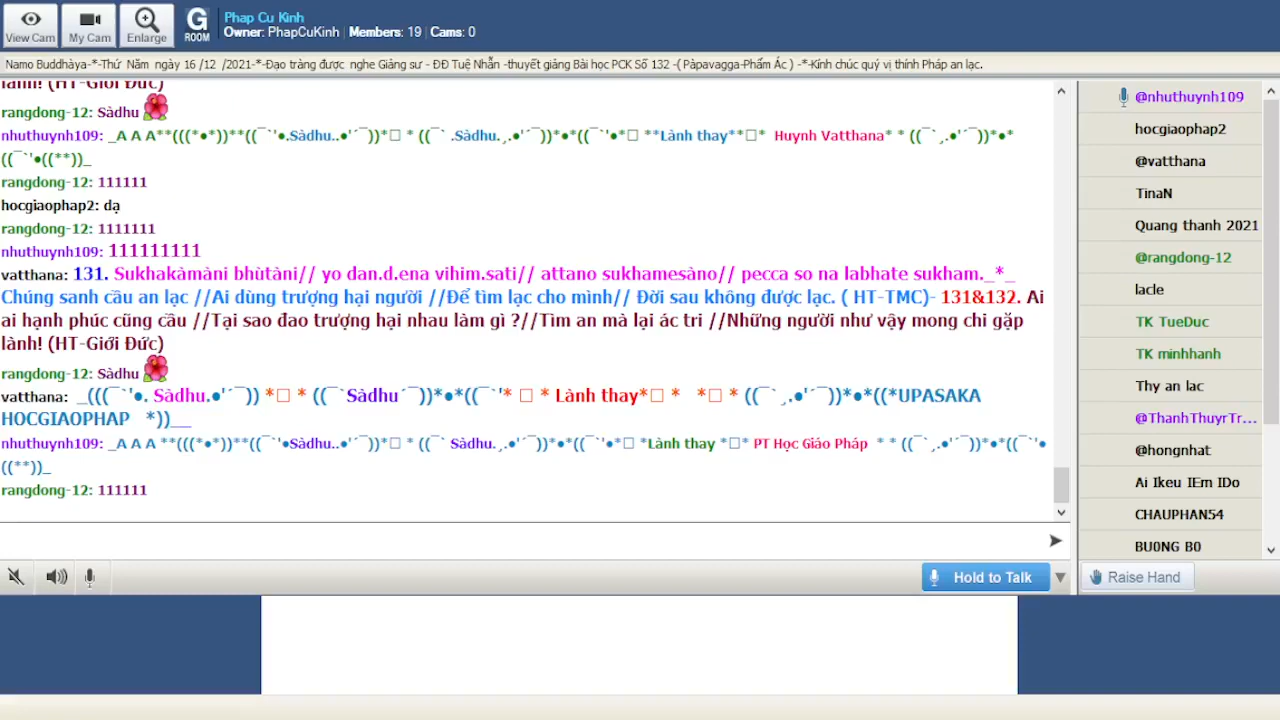 View Cam
My Cam
Enlarge
G
ROOM
Phap Cu Kinh
Owner: PhapCuKinh | Members: 19 | Cams: 0
Namo Buddhàya-*-Thứ Năm ngày 16 /12 /2021-*-Đạo tràng được nghe Giảng sư - ĐĐ Tuệ Nhẫn -thuyết giảng Bài học PCK Số 132 -( Pàpavagga-Phẩm Ác ) -*-Kính chúc quý vị thính Pháp an lạc.
lành! (HT-Giới Đức)
rangdong-12: Sàdhu
nhuthuynh109: _A A A**(((*●*))**((¯`'●.Sàdhu..●'´¯))*□ * ((¯` .Sàdhu.¸.●'´¯))*●*((¯`'●*□ **Lành thay**□* Huynh Vatthana* * ((¯`¸.●'´¯))*●*
((¯`'●((**))_
rangdong-12: 111111
hocgiaophap2: dạ
rangdong-12: 1111111
nhuthuynh109: 1111111111
vatthana: 131. Sukhakàmàni bhùtàni// yo dan.d.ena vihim.sati// attano sukhamesàno// pecca so na labhate sukham._*_
Chúng sanh cầu an lạc //Ai dùng trượng hại người //Để tìm lạc cho mình// Đời sau không được lạc. ( HT-TMC)- 131&132. Ai
ai hạnh phúc cũng cầu //Tại sao đao trượng hại nhau làm gì ?//Tìm an mà lại ác tri //Những người như vậy mong chi gặp
lành! (HT-Giới Đức)
rangdong-12: Sàdhu
vatthana: _(((¯`'●. Sàdhu.●'´¯)) *□ * ((¯`Sàdhu´¯))*●*((¯`'* □ * Lành thay*□ * *□ * ((¯`¸.●'´¯))*●*((*UPASAKA
HOCGIAOPHAP *))__
nhuthuynh109: _A A A **(((*●*))**((¯`'●Sàdhu..●'´¯))*□ * ((¯` Sàdhu.¸.●'´¯))*●*((¯`'●*□ *Lành thay *□* PT Học Giáo Pháp * * ((¯`¸.●'´¯))*●*((¯`'●
((**))_
rangdong-12: 111111
@nhuthuynh109
hocgiaophap2
@vatthana
TinaN
Quang thanh 2021
@rangdong-12
lacle
TK TueDuc
TK minhhanh
Thy an lac
@ThanhThuyrTr...
@hongnhat
Ai Ikeu IEm IDo
CHAUPHAN54
BU0NG B0
Hold to Talk
Raise Hand